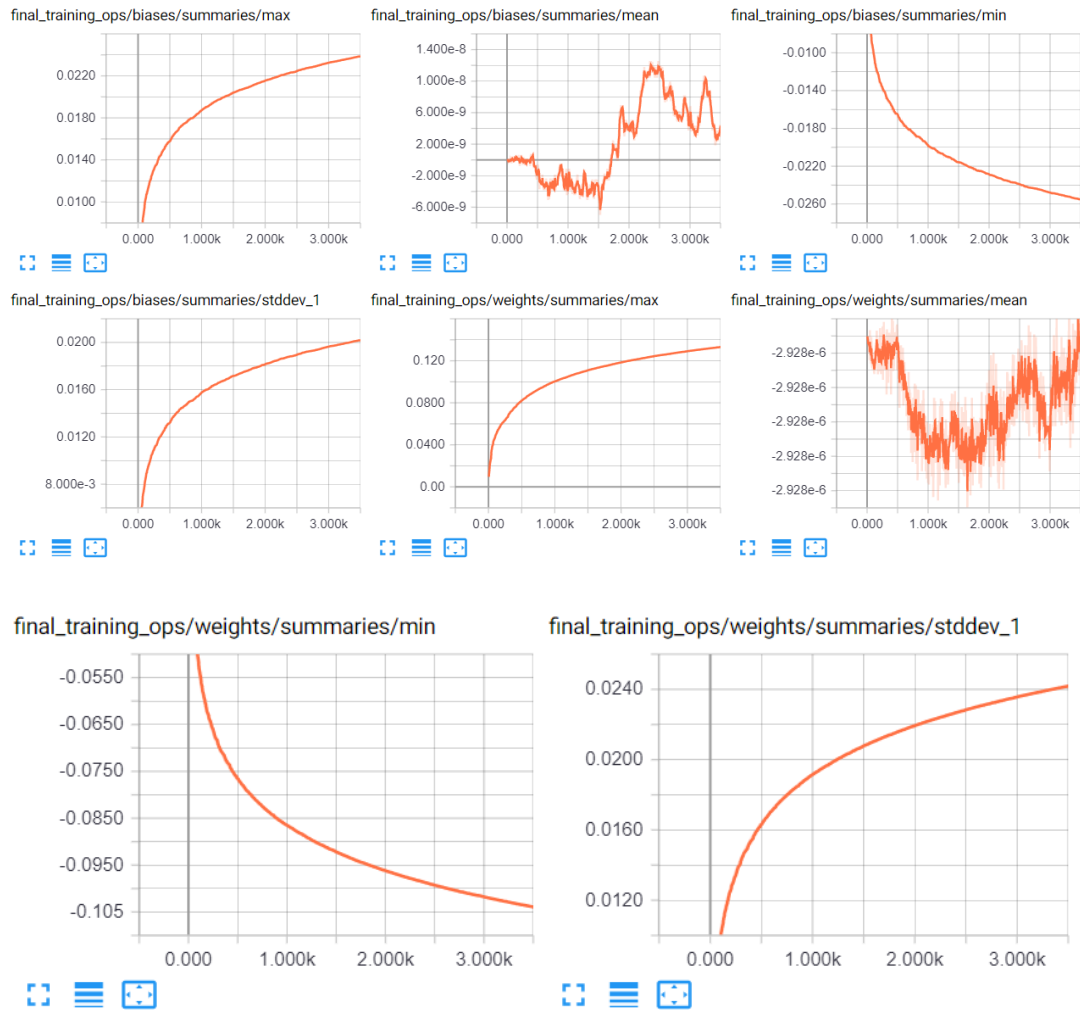 final_training_ops/biases/summaries/max
0.0220
0.0180
0.0140
0.0100
0.000 1.000k 2.000k 3.000k
final_training_ops/biases/summaries/mean
1.400e-8
1.000e-8
6.000e-9
2.000e-9
-2.000e-9
-6.000e-9
0.000 1.000k 2.000k 3.000k
final_training_ops/biases/summaries/min
-0.0100
-0.0140
-0.0180
-0.0220
-0.0260
0.000 1.000k 2.000k 3.000k
final_training_ops/biases/summaries/stddev_1
0.0200
0.0160
0.0120
8.000e-3
0.000 1.000k 2.000k 3.000k
final_training_ops/weights/summaries/max
0.120
0.0800
0.0400
0.00
0.000 1.000k 2.000k 3.000k
final_training_ops/weights/summaries/mean
-2.928e-6
-2.928e-6
-2.928e-6
-2.928e-6
-2.928e-6
0.000 1.000k 2.000k 3.000k
final_training_ops/weights/summaries/min
-0.0550
-0.0650
-0.0750
-0.0850
-0.0950
-0.105
0.000 1.000k 2.000k 3.000k
final_training_ops/weights/summaries/stddev_1
0.0240
0.0200
0.0160
0.0120
0.000 1.000k 2.000k 3.000k